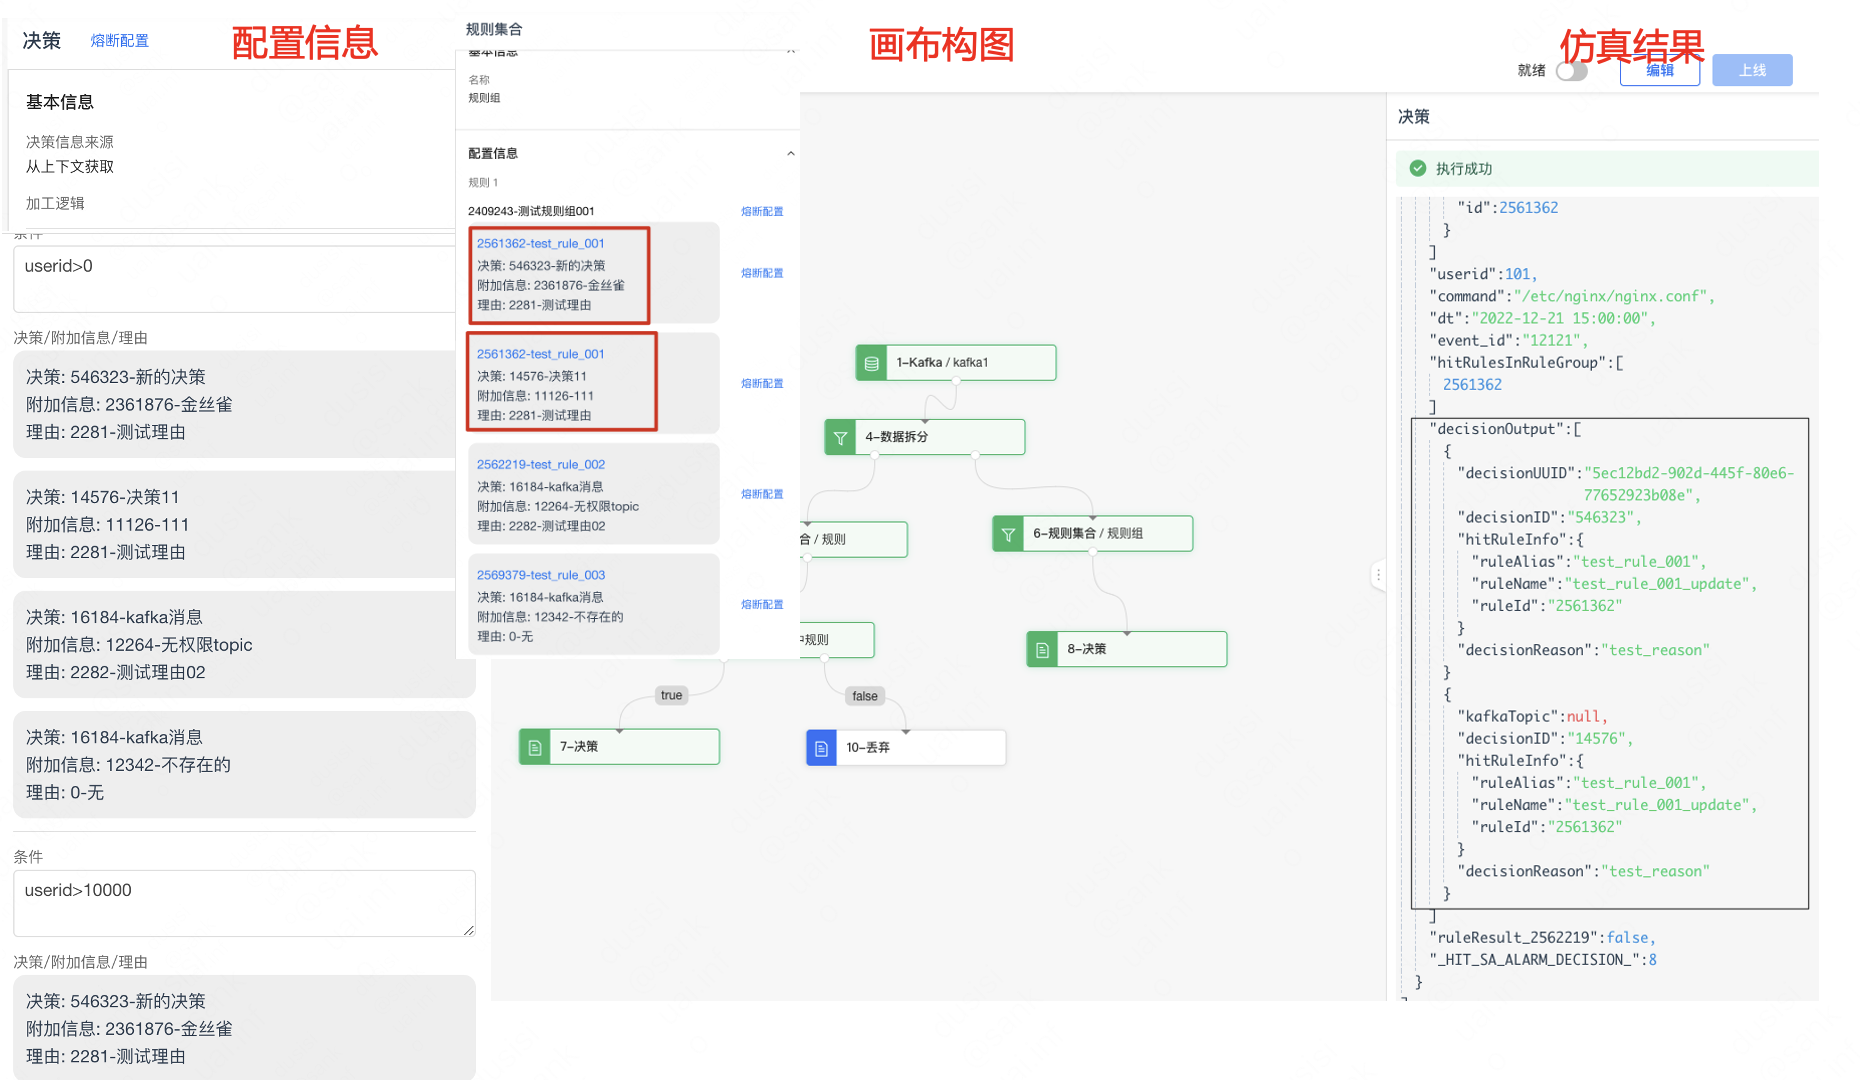 决策
熔断配置
配置信息
基本信息
决策信息来源
从上下文获取
加工逻辑
条件
userid>0
决策/附加信息/理由
决策: 546323-新的决策
附加信息: 2361876-金丝雀
理由: 2281-测试理由
决策: 14576-决策11
附加信息: 11126-111
理由: 2281-测试理由
决策: 16184-kafka消息
附加信息: 12264-无权限topic
理由: 2282-测试理由02
决策: 16184-kafka消息
附加信息: 12342-不存在的
理由: 0-无
条件
userid>10000
决策/附加信息/理由
决策: 546323-新的决策
附加信息: 2361876-金丝雀
理由: 2281-测试理由
规则集合
基本信息
名称
规则组
配置信息
规则 1
2409243-测试规则组001
熔断配置
2561362-test_rule_001
决策: 546323-新的决策
附加信息: 2361876-金丝雀
理由: 2281-测试理由
熔断配置
2561362-test_rule_001
决策: 14576-决策11
附加信息: 11126-111
理由: 2281-测试理由
熔断配置
2562219-test_rule_002
决策: 16184-kafka消息
附加信息: 12264-无权限topic
理由: 2282-测试理由02
熔断配置
2569379-test_rule_003
决策: 16184-kafka消息
附加信息: 12342-不存在的
理由: 0-无
熔断配置
画布构图
1-Kafka / kafka1
4-数据拆分
合 / 规则
6-规则集合 / 规则组
中规则
8-决策
true
false
7-决策
10-丢弃
仿真结果
就绪
编辑
上线
决策
执行成功
"id":2561362
}
]
"userid":101,
"command":"/etc/nginx/nginx.conf",
"dt":"2022-12-21 15:00:00",
"event_id":"12121",
"hitRulesInRuleGroup":[
2561362
]
"decisionOutput":[
{
"decisionUUID":"5ec12bd2-902d-445f-80e6-
77652923b08e",
"decisionID":"546323",
"hitRuleInfo":{
"ruleAlias":"test_rule_001",
"ruleName":"test_rule_001_update",
"ruleId":"2561362"
}
"decisionReason":"test_reason"
}
{
"kafkaTopic":null,
"decisionID":"14576",
"hitRuleInfo":{
"ruleAlias":"test_rule_001",
"ruleName":"test_rule_001_update",
"ruleId":"2561362"
}
"decisionReason":"test_reason"
}
]
"ruleResult_2562219":false,
"_HIT_SA_ALARM_DECISION_":8
}